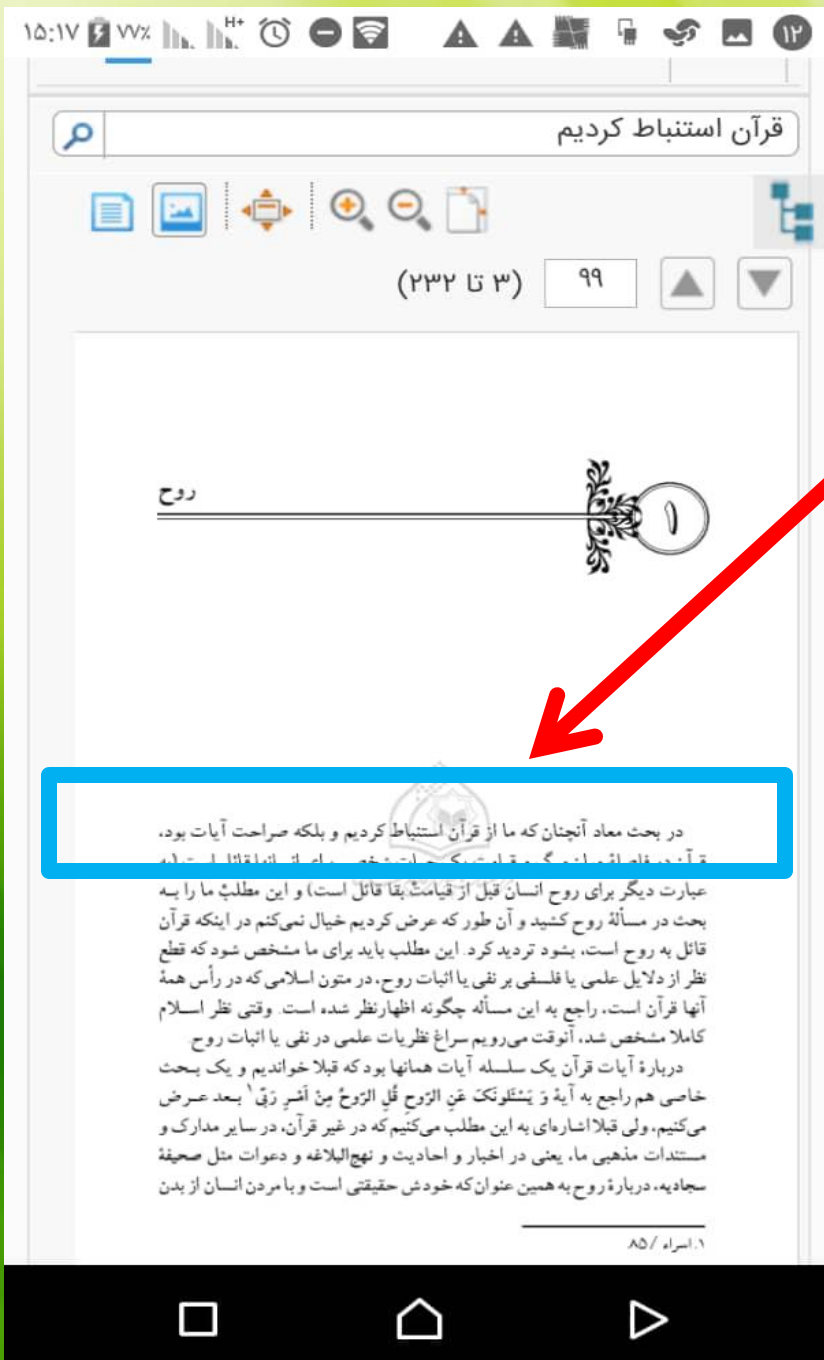 ۱۵:۱۷ ۷۷٪ H+ ۱۲
قرآن استنباط کردیم
۹۹ (۳ تا ۲۳۲)
روح
۱
در بحث معاد آنچنان که ما از قرآن استنباط کردیم و بلکه صراحت آیات بود،
عبارت دیگر برای روح انسان قبل از قیامت بقا قائل است) و این مطلب ما را به
بحث در مسألهٔ روح کشید و آن طور که عرض کردیم خیال نمی‌کنم در اینکه قرآن
قائل به روح است، بشود تردید کرد. این مطلب باید برای ما مشخص شود که قطع
نظر از دلایل علمی یا فلسفی بر نفی یا اثبات روح، در متون اسلامی که در رأس همهٔ
آنها قرآن است، راجع به این مسأله چگونه اظهارنظر شده است. وقتی نظر اسلام
کاملا مشخص شد، آنوقت می‌رویم سراغ نظریات علمی در نفی یا اثبات روح.
دربارهٔ آیات قرآن یک سلسله آیات همانها بود که قبلا خواندیم و یک بحث
خاصی هم راجع به آیهٔ وَ یَسْئَلونَکَ عَنِ الرّوحِ قُلِ الرّوحُ مِنْ اَمْرِ رَبّی۱ بعد عرض
می‌کنیم، ولی قبلا اشاره‌ای به این مطلب می‌کنیم که در غیر قرآن، در سایر مدارک و
مستندات مذهبی ما، یعنی در اخبار و احادیث و نهج‌البلاغه و دعوات مثل صحیفهٔ
سجادیه، دربارهٔ روح به همین عنوان که خودش حقیقتی است و با مردن انسان از بدن
۱. اسراء / ۸۵